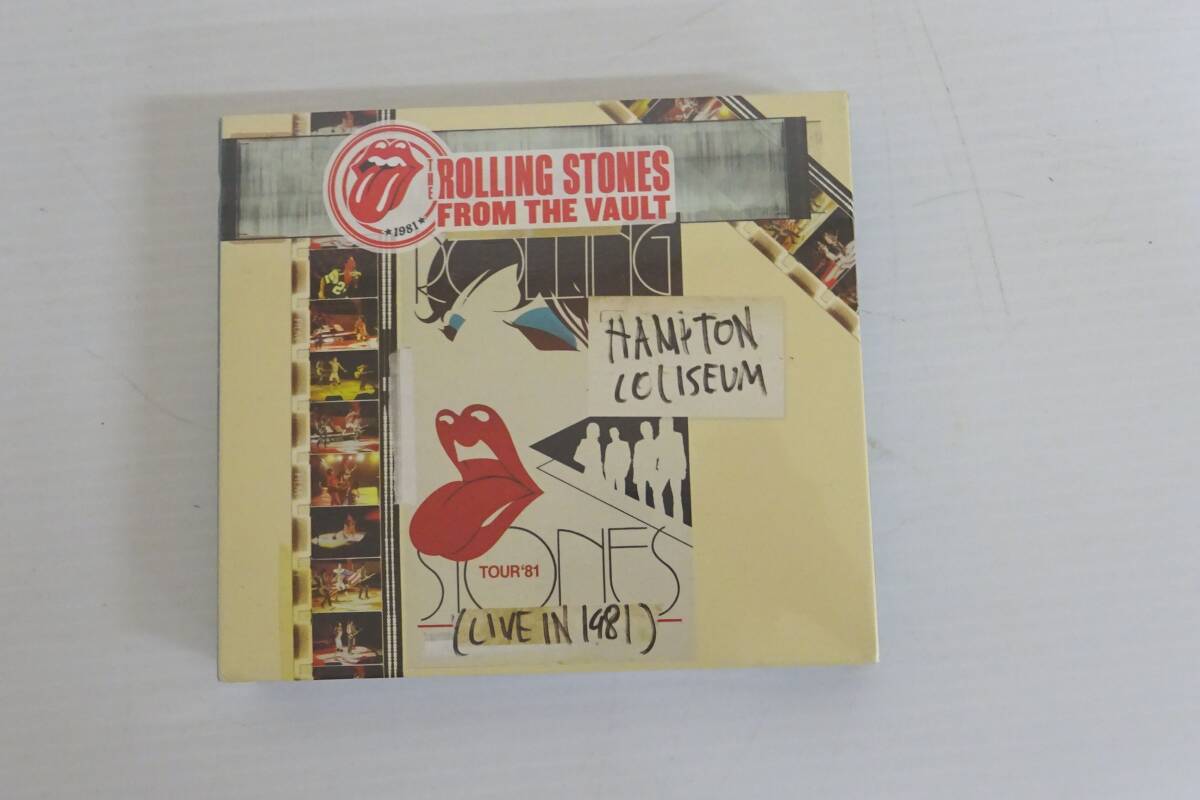 THE
ROLLING STONES
FROM THE VAULT
★1981★
ROLLING
HAMPTON
COLISEUM
STONES
TOUR'81
(LIVE IN 1981)